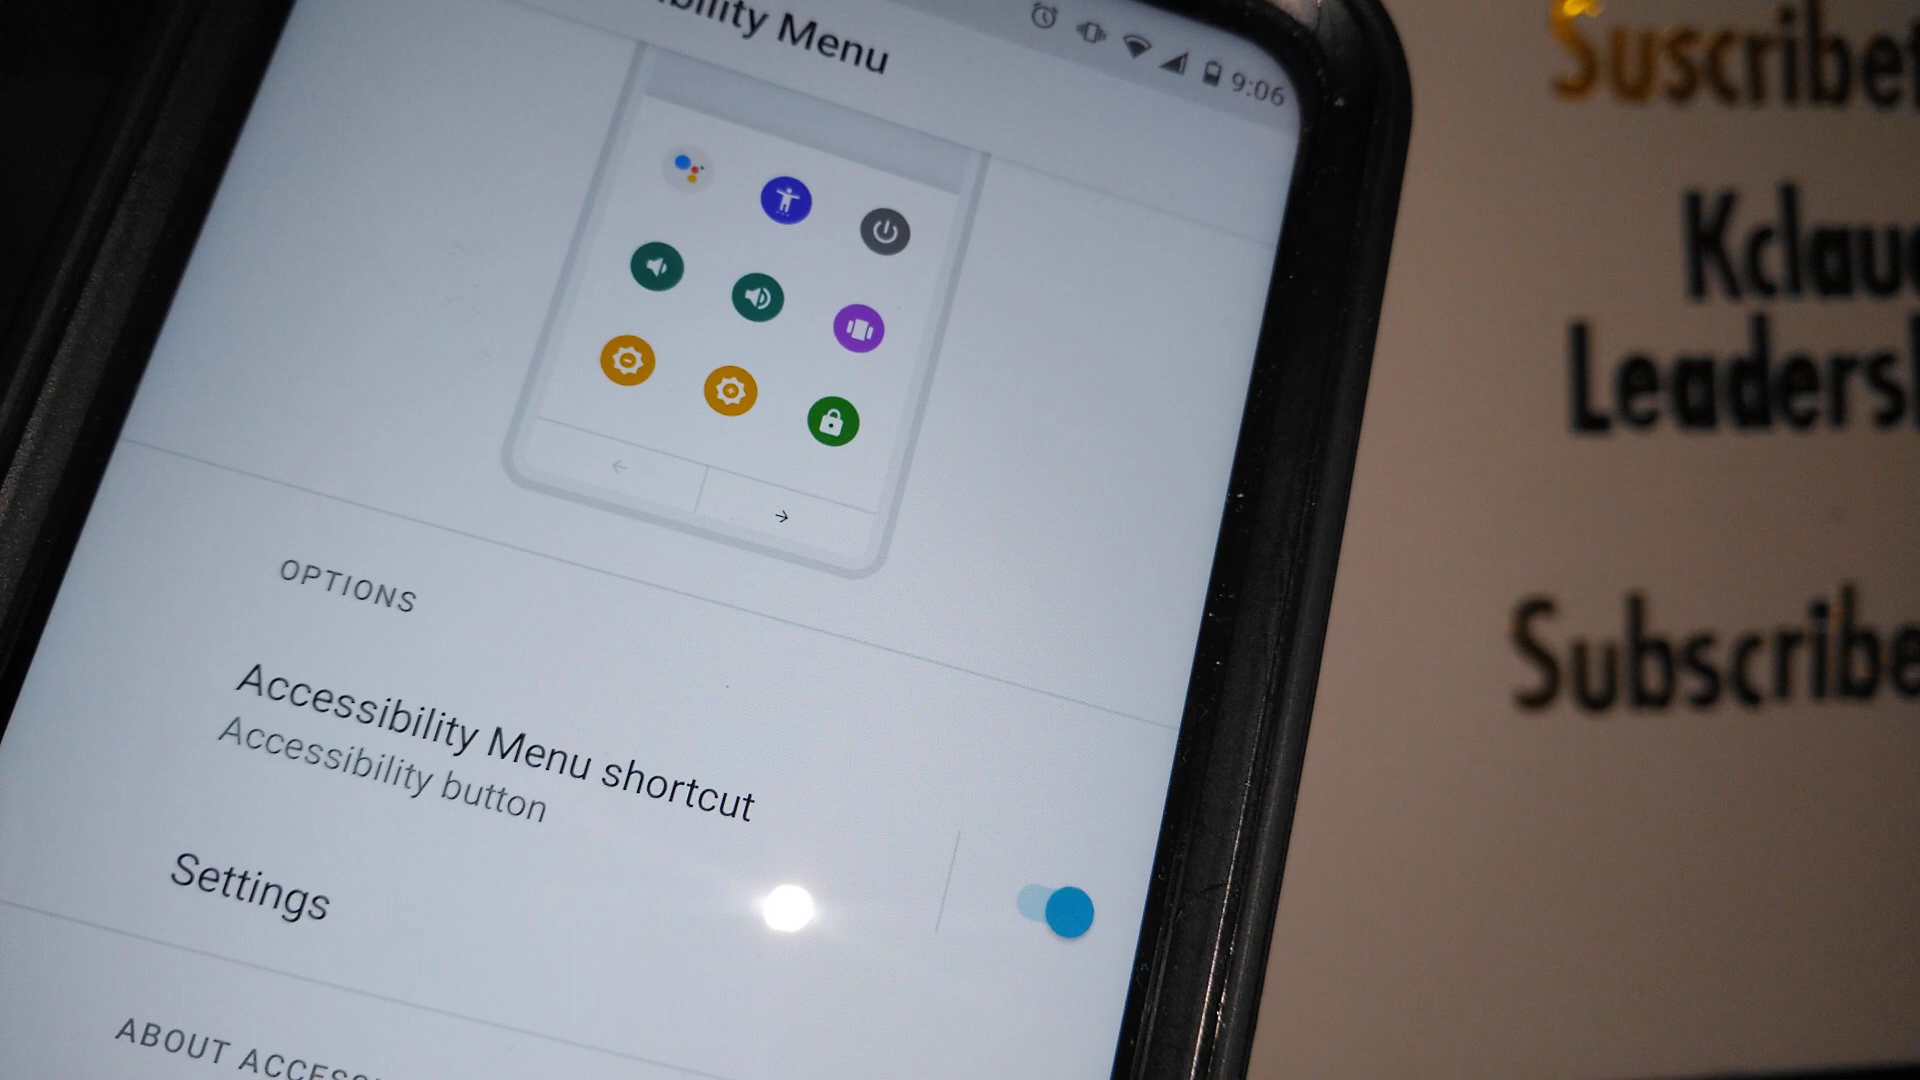 ibility Menu
9:06
OPTIONS
Accessibility Menu shortcut
Accessibility button
Settings
ABOUT ACCESS
Suscribet
Kclau
Leadersh
Subscribe